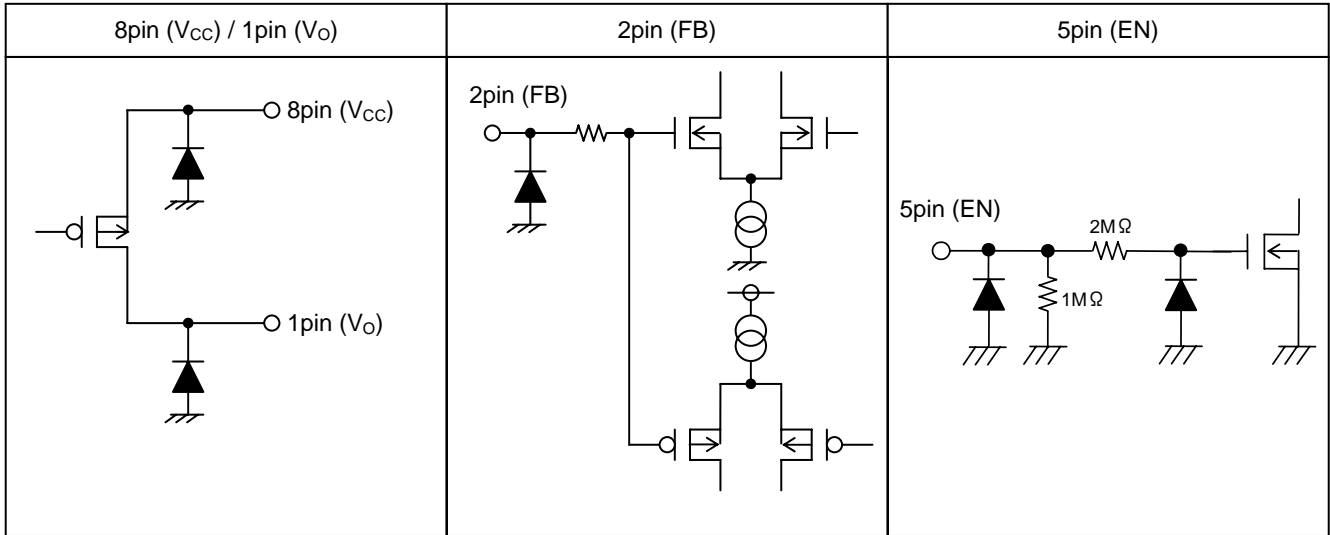 8pin (VCC) / 1pin (VO)
2pin (FB)
5pin (EN)
8pin (VCC)
1pin (VO)
2pin (FB)
5pin (EN)
2MΩ
1MΩ